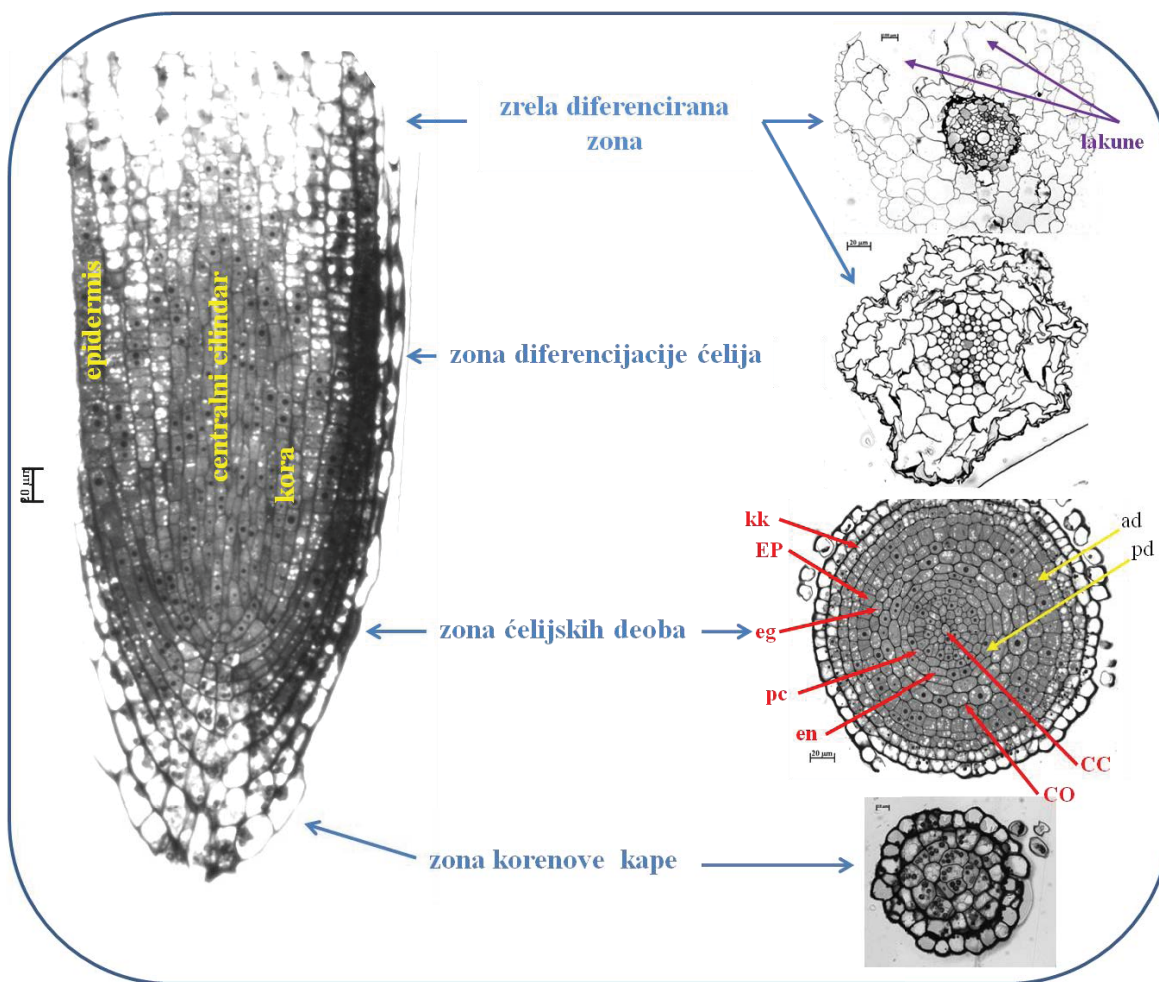 zrela diferencirana
zona
lakune
epidermis
centralni cilindar
kora
zona diferencijacije ćelija
20 µm
kk
EP
eg
pc
en
ad
pd
CC
CO
zona ćelijskih deoba
20 µm
zona korenove kape